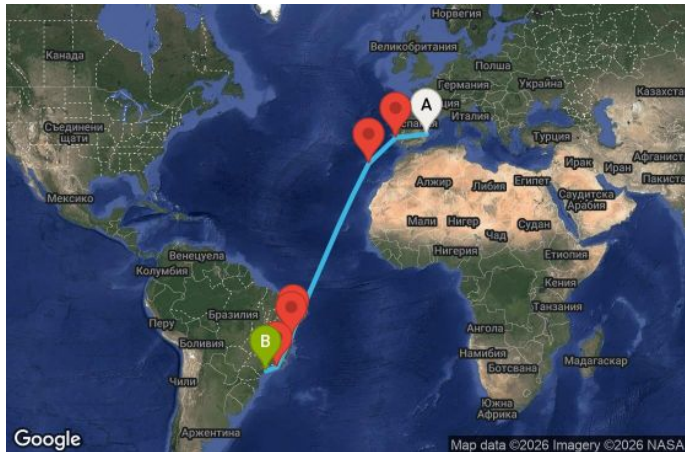 Норвегия
Канада
Великобритания
Полша
Германия
Украйна
Казахста
A
Италия
Съединени
щати
Турция
Мексико
Алжир
Либия
Египет
Ирак
Иран
Афганиста
Пакиста
Саудитска
Арабия
Мали
Нигер
Чад
Судан
Венецуела
Колумбия
Нигерия
Етиопия
Кения
Перу
Бразилия
Танзания
Боливия
B
Ангола
Намибия
Ботсвана
Мадагаскар
Чили
Южна
Африка
Аржентина
Google
Map data ©2026 Imagery ©2026 NASA